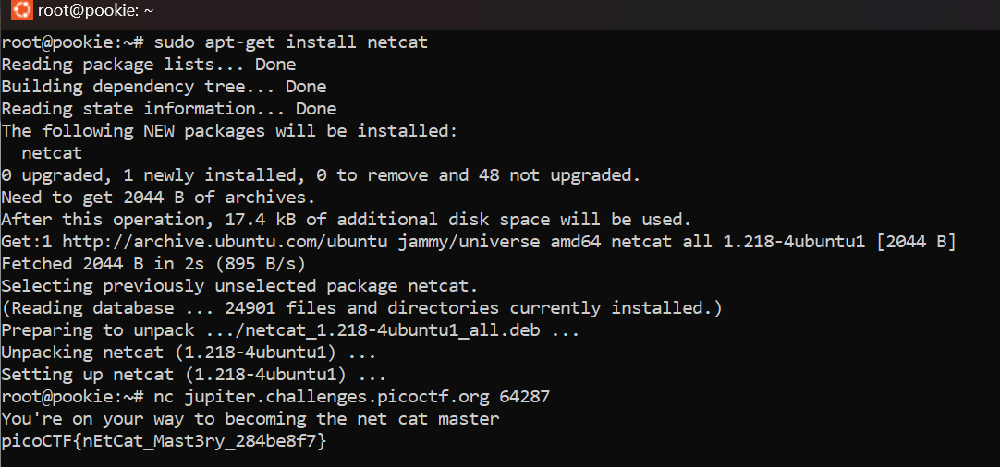 root@pookie: ~
root@pookie:~# sudo apt-get install netcat
Reading package lists... Done
Building dependency tree... Done
Reading state information... Done
The following NEW packages will be installed:
  netcat
0 upgraded, 1 newly installed, 0 to remove and 48 not upgraded.
Need to get 2044 B of archives.
After this operation, 17.4 kB of additional disk space will be used.
Get:1 http://archive.ubuntu.com/ubuntu jammy/universe amd64 netcat all 1.218-4ubuntu1 [2044 B]
Fetched 2044 B in 2s (895 B/s)
Selecting previously unselected package netcat.
(Reading database ... 24901 files and directories currently installed.)
Preparing to unpack .../netcat_1.218-4ubuntu1_all.deb ...
Unpacking netcat (1.218-4ubuntu1) ...
Setting up netcat (1.218-4ubuntu1) ...
root@pookie:~# nc jupiter.challenges.picoctf.org 64287
You're on your way to becoming the net cat master
picoCTF{nEtCat_Mast3ry_284be8f7}